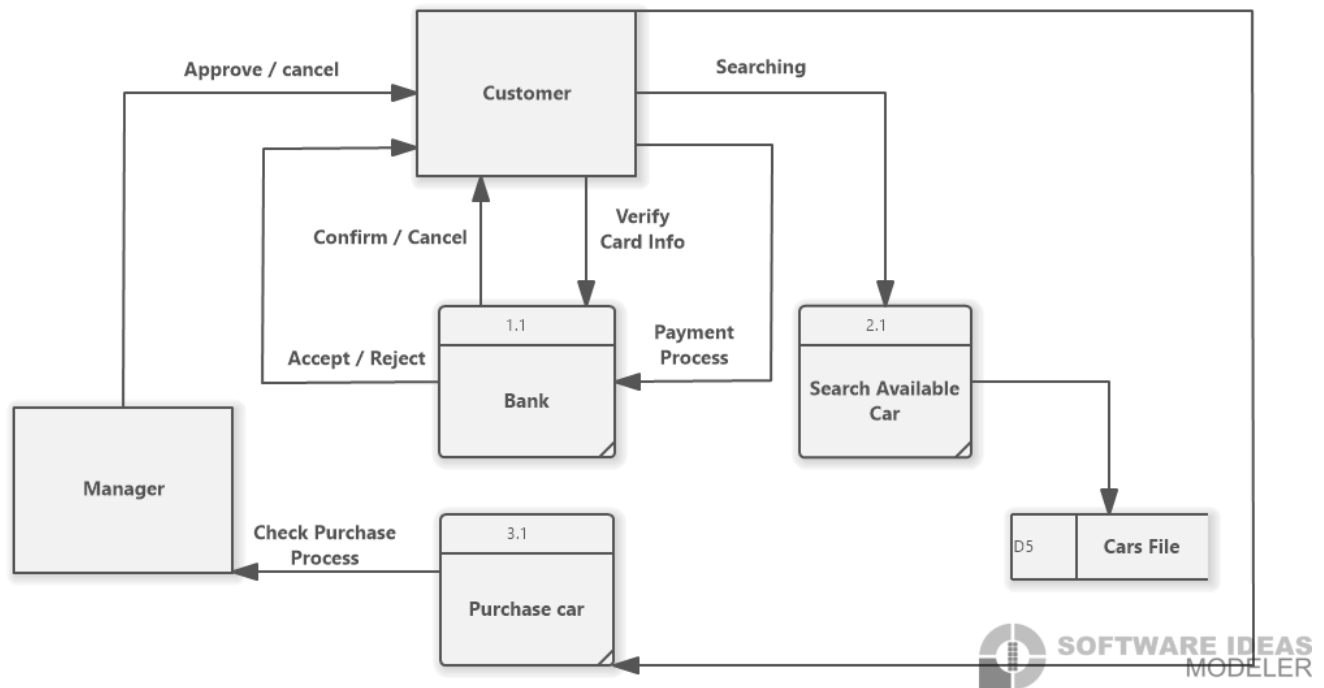 Approve / cancel
Customer
Searching
Confirm / Cancel
Verify
Card Info
1.1
Bank
Accept / Reject
Payment
Process
2.1
Search Available
Car
Manager
Check Purchase
Process
3.1
Purchase car
D5
Cars File
SOFTWARE IDEAS
MODELER